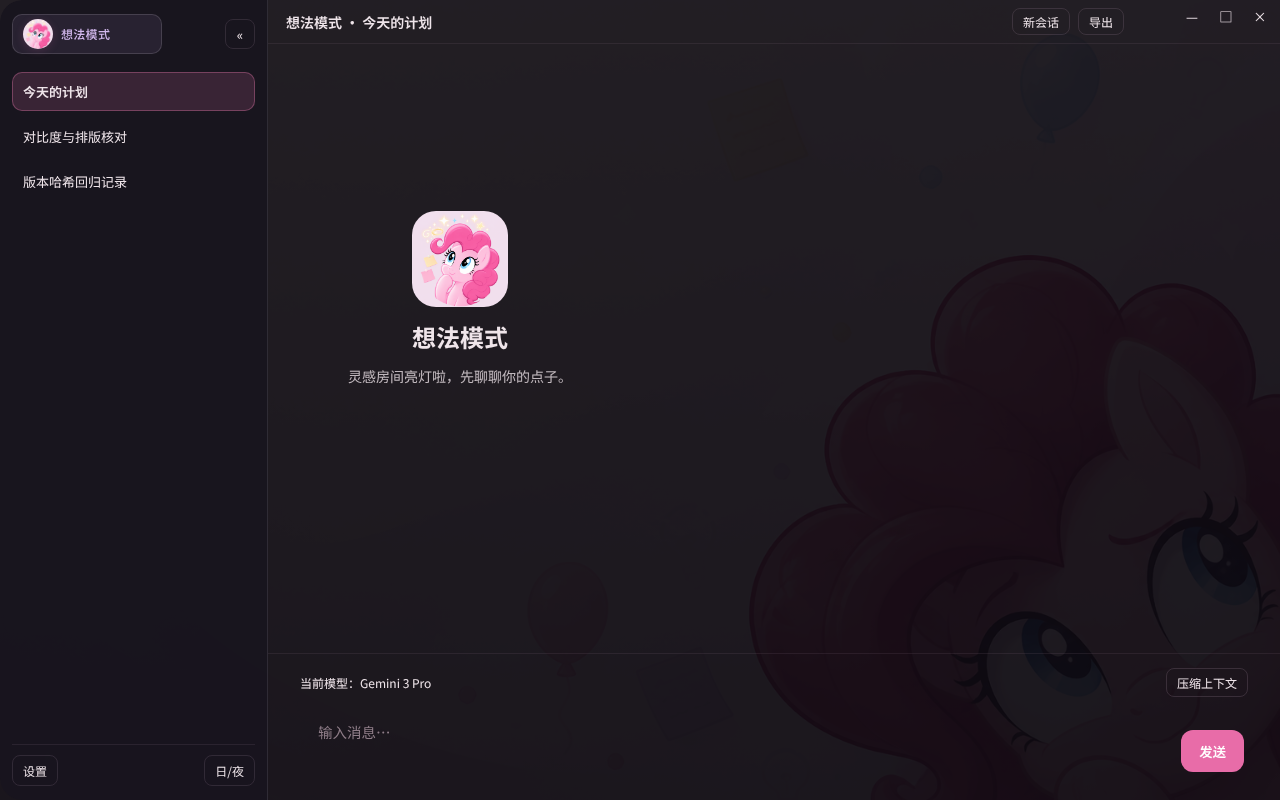 想法模式
«
今天的计划
对比度与排版核对
版本哈希回归记录
设置
日/夜
想法模式 • 今天的计划
新会话
导出
想法模式
灵感房间亮灯啦，先聊聊你的点子。
当前模型：Gemini 3 Pro
压缩上下文
输入消息…
发送